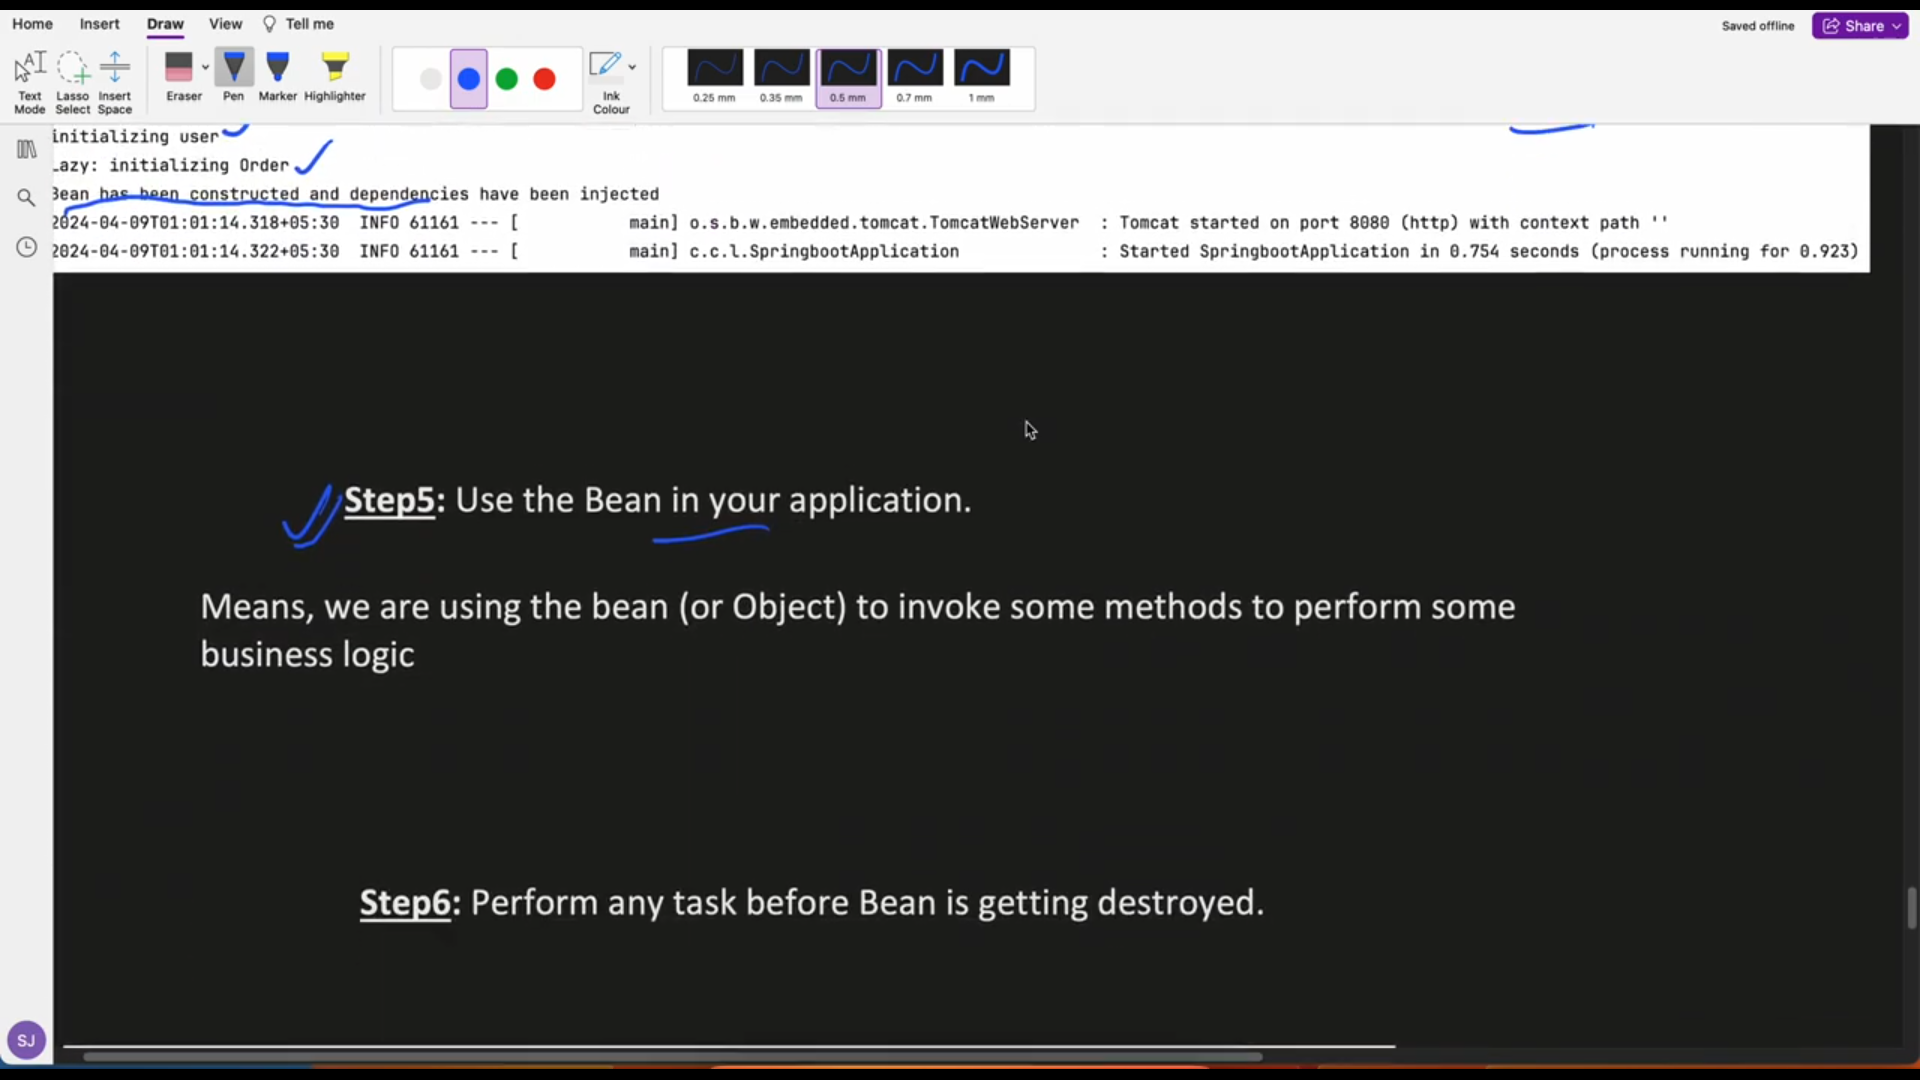 Home Insert Draw View Tell me
Saved offline Share
Text Mode
Lasso Select
Insert Space
Eraser
Pen
Marker
Highlighter
Ink Colour
0.25 mm 0.35 mm 0.5 mm 0.7 mm 1 mm
initializing user
Lazy: initializing Order
Bean has been constructed and dependencies have been injected
2024-04-09T01:01:14.318+05:30 INFO 61161 --- [ main] o.s.b.w.embedded.tomcat.TomcatWebServer : Tomcat started on port 8080 (http) with context path ''
2024-04-09T01:01:14.322+05:30 INFO 61161 --- [ main] c.c.l.SpringbootApplication : Started SpringbootApplication in 0.754 seconds (process running for 0.923)
Step5: Use the Bean in your application.
Means, we are using the bean (or Object) to invoke some methods to perform some
business logic
Step6: Perform any task before Bean is getting destroyed.
SJ